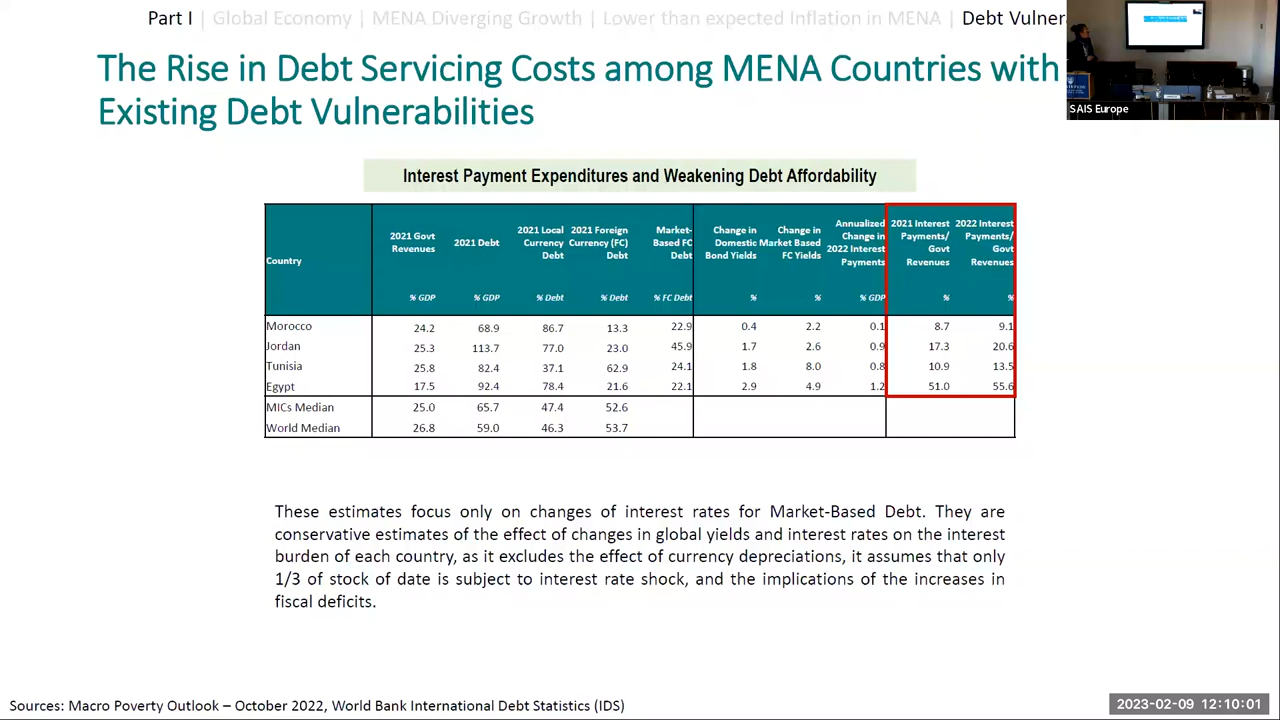 Part I | Global Economy | MENA Diverging Growth | Lower than expected Inflation in MENA | Debt Vulnera
The Rise in Debt Servicing Costs among MENA Countries with
Existing Debt Vulnerabilities
SAIS Europe
Interest Payment Expenditures and Weakening Debt Affordability
Country | 2021 Govt Revenues | 2021 Debt | 2021 Local Currency Debt | 2021 Foreign Currency (FC) Debt | Market-Based FC Debt | Change in Domestic Bond Yields | Change in Market Based FC Yields | Annualized Change in 2022 Interest Payments | 2021 Interest Payments/ Govt Revenues | 2022 Interest Payments/ Govt Revenues
% GDP | % GDP | % Debt | % Debt | % FC Debt | % | % | % GDP | % | %
Morocco 24.2 68.9 86.7 13.3 22.9 0.4 2.2 0.1 8.7 9.1
Jordan 25.3 113.7 77.0 23.0 45.9 1.7 2.6 0.9 17.3 20.6
Tunisia 25.8 82.4 37.1 62.9 24.1 1.8 8.0 0.8 10.9 13.5
Egypt 17.5 92.4 78.4 21.6 22.1 2.9 4.9 1.2 51.0 55.6
MICs Median 25.0 65.7 47.4 52.6
World Median 26.8 59.0 46.3 53.7
These estimates focus only on changes of interest rates for Market-Based Debt. They are
conservative estimates of the effect of changes in global yields and interest rates on the interest
burden of each country, as it excludes the effect of currency depreciations, it assumes that only
1/3 of stock of date is subject to interest rate shock, and the implications of the increases in
fiscal deficits.
Sources: Macro Poverty Outlook – October 2022, World Bank International Debt Statistics (IDS)
2023-02-09 12:10:01